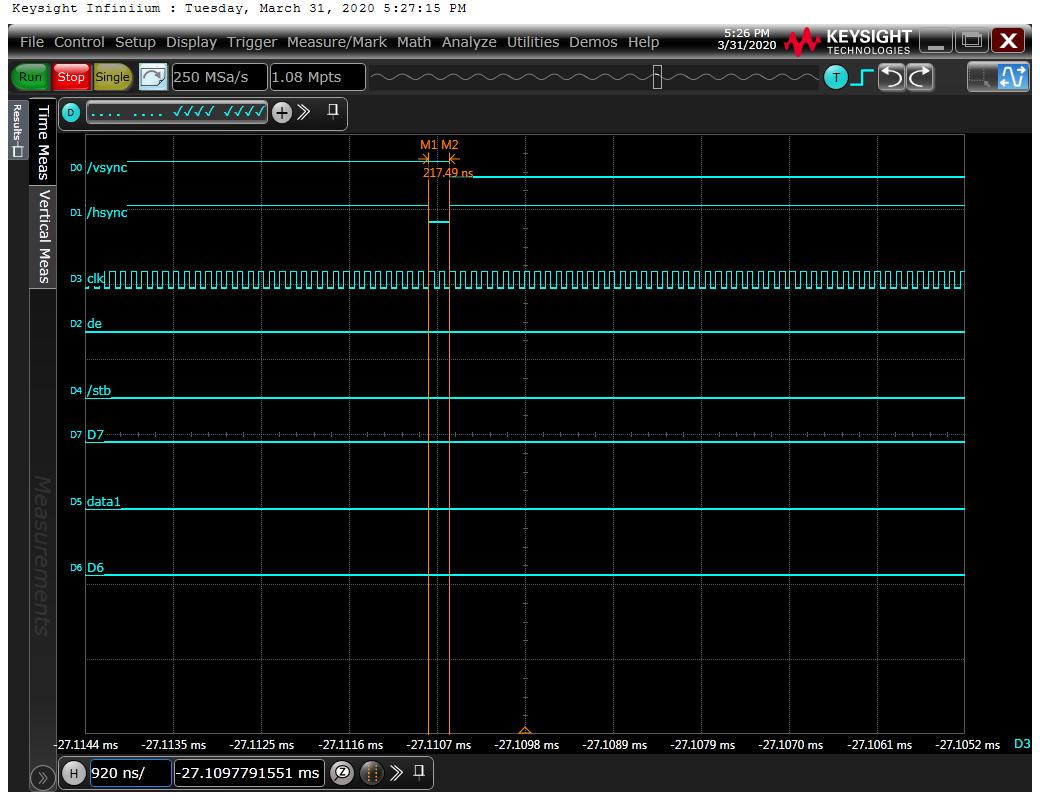 Keysight Infiniium : Tuesday, March 31, 2020 5:27:15 PM
File Control Setup Display Trigger Measure/Mark Math Analyze Utilities Demos Help
5:26 PM
3/31/2020
KEYSIGHT
TECHNOLOGIES
X
Run Stop Single 250 MSa/s 1.08 Mpts T
Results
Time Meas
Vertical Meas
Measurements
D
M1 M2
217.49 ns
D0 /vsync
D1 /hsync
D3 clk
D2 de
D4 /stb
D7 D7
D5 data1
D6 D6
-27.1144 ms -27.1135 ms -27.1125 ms -27.1116 ms -27.1107 ms -27.1098 ms -27.1089 ms -27.1079 ms -27.1070 ms -27.1061 ms -27.1052 ms D3
H 920 ns/ -27.1097791551 ms Z